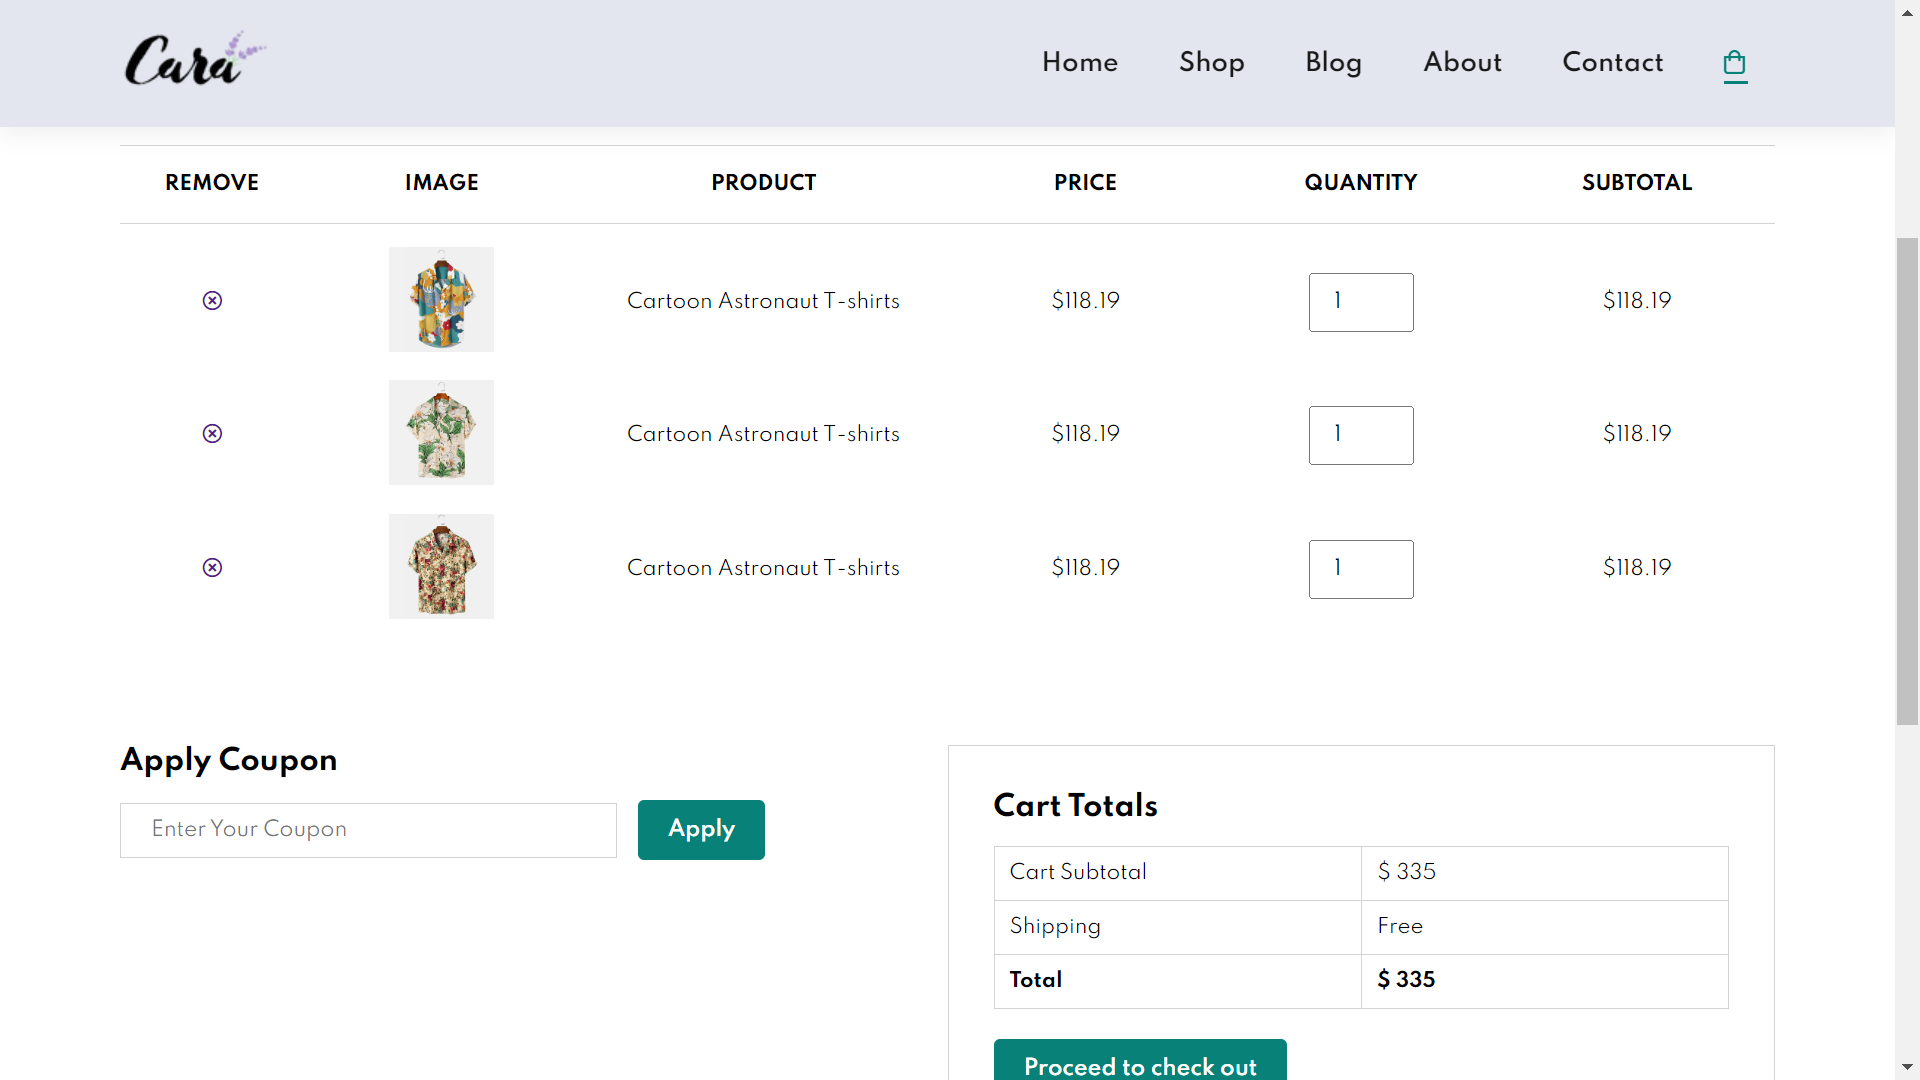 Cara
Home Shop Blog About Contact
REMOVE IMAGE PRODUCT PRICE QUANTITY SUBTOTAL
Cartoon Astronaut T-shirts $118.19 1 $118.19
Cartoon Astronaut T-shirts $118.19 1 $118.19
Cartoon Astronaut T-shirts $118.19 1 $118.19
Apply Coupon
Enter Your Coupon Apply
Cart Totals
Cart Subtotal $ 335
Shipping Free
Total $ 335
Proceed to check out